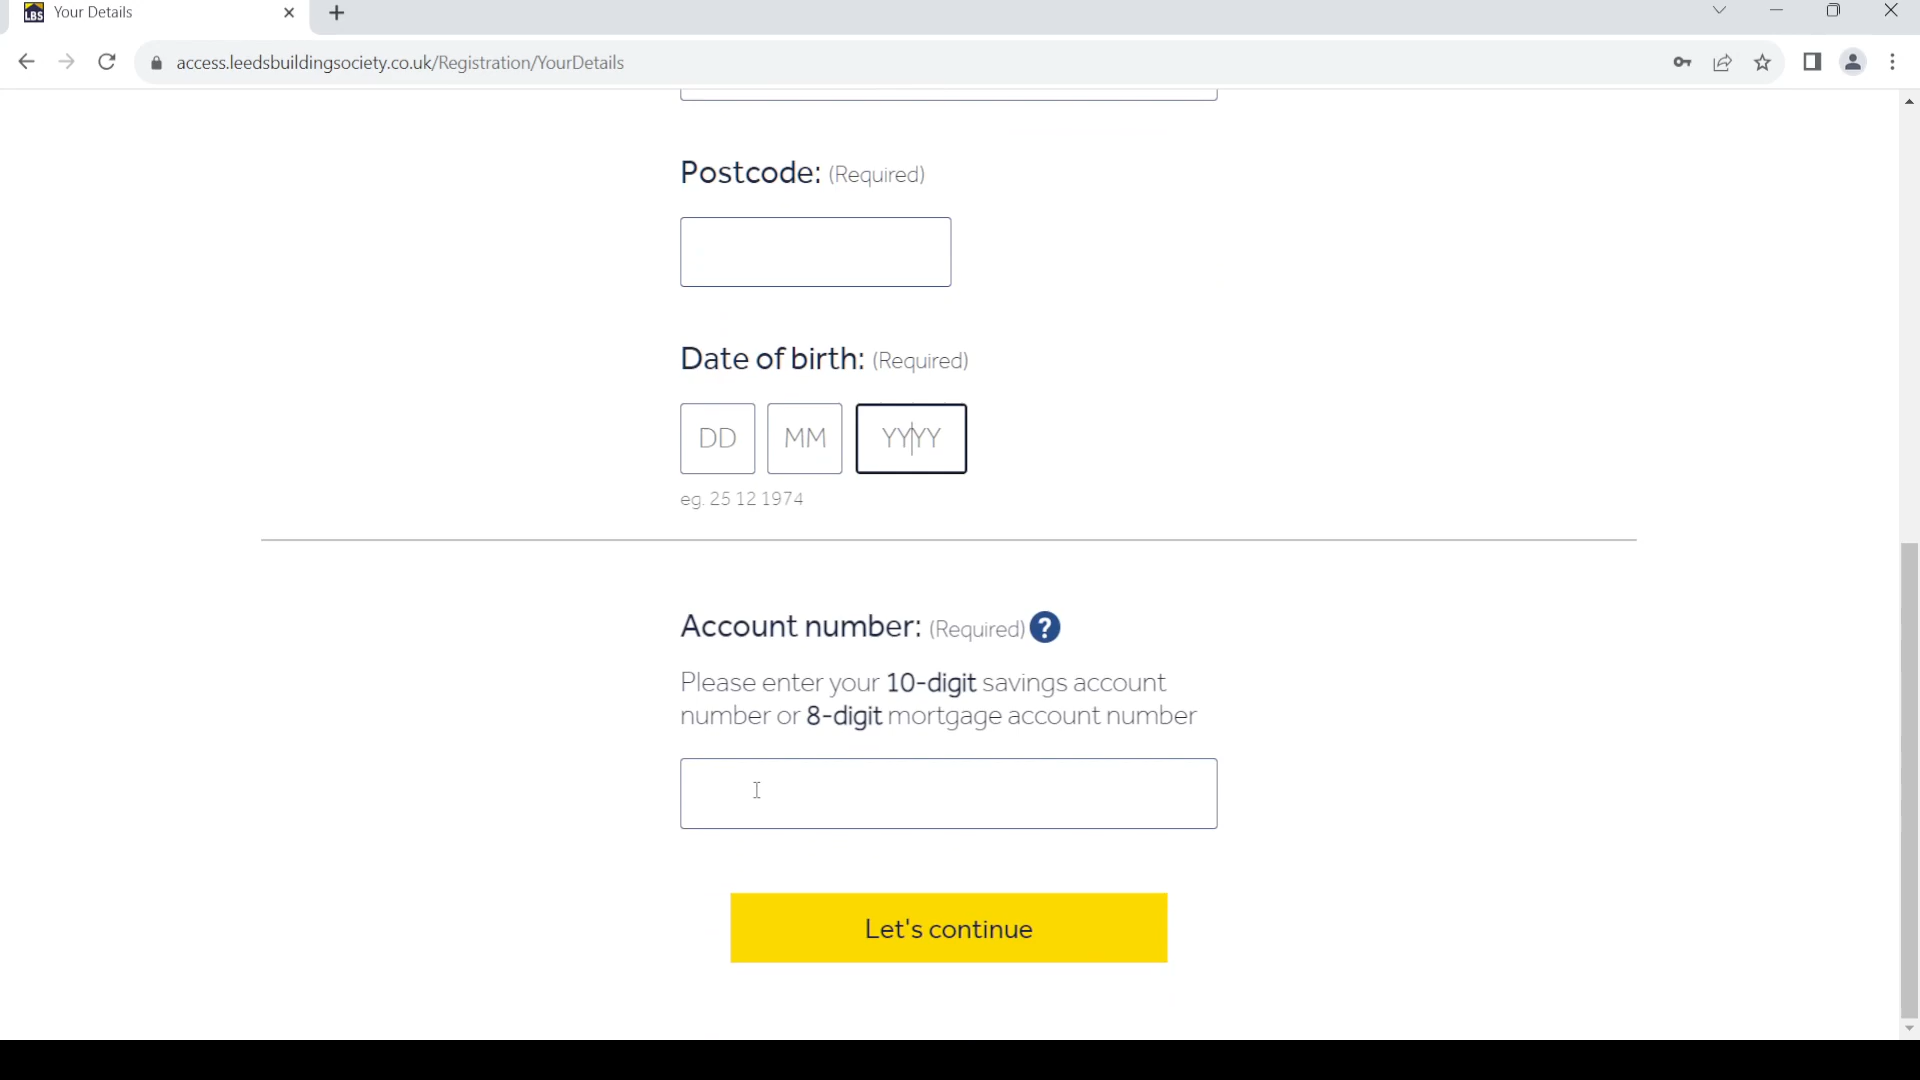 LBS
Your Details
access.leedsbuildingsociety.co.uk/Registration/YourDetails
Postcode: (Required)
Date of birth: (Required)
DD MM YYYY
eg. 25 12 1974
Account number: (Required) ?
Please enter your 10-digit savings account
number or 8-digit mortgage account number
Let's continue